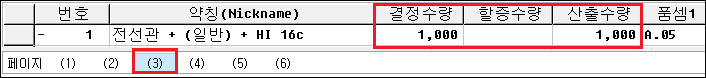 번호 약칭(Nickname) 결정수량 할증수량 산출수량 품셈1
- 1 전선관 + (일반) + HI 16c 1,000 1,000 A.05
페이지 (1) (2) (3) (4) (5) (6)